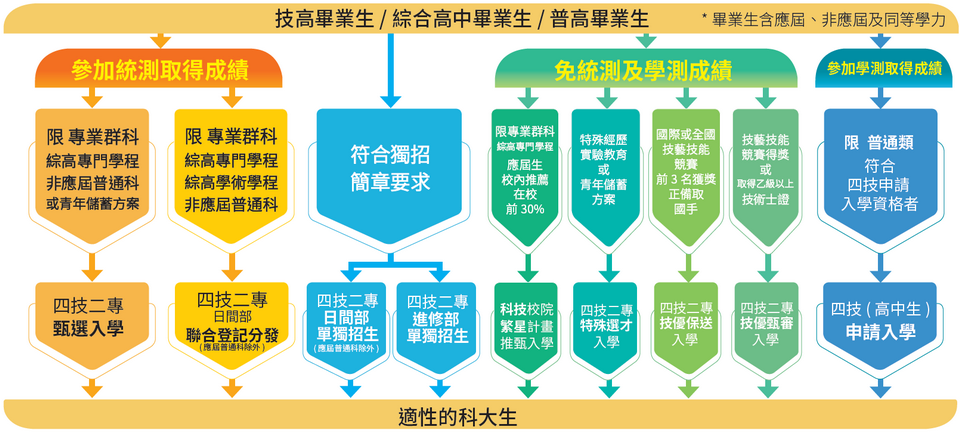 技高畢業生 / 綜合高中畢業生 / 普高畢業生
* 畢業生含應屆、非應屆及同等學力
參加統測取得成績
免統測及學測成績
參加學測取得成績
限 專業群科
綜高專門學程
非應屆普通科
或青年儲蓄方案
限 專業群科
綜高專門學程
綜高學術學程
非應屆普通科
符合獨招
簡章要求
限專業群科
綜高專門學程
應屆生
校內推薦
在校
前 30%
特殊經歷
實驗教育
或
青年儲蓄
方案
國際或全國
技藝技能
競賽
前 3 名獲獎
正備取
國手
技藝技能
競賽得獎
或
取得乙級以上
技術士證
限 普通類
符合
四技申請
入學資格者
四技二專
甄選入學
四技二專
日間部
聯合登記分發
( 應屆普通科除外 )
四技二專
日間部
單獨招生
( 應屆普通科除外 )
四技二專
進修部
單獨招生
科技校院
繁星計畫
推甄入學
四技二專
特殊選才
入學
四技二專
技優保送
入學
四技二專
技優甄審
入學
四技 ( 高中生 )
申請入學
適性的科大生